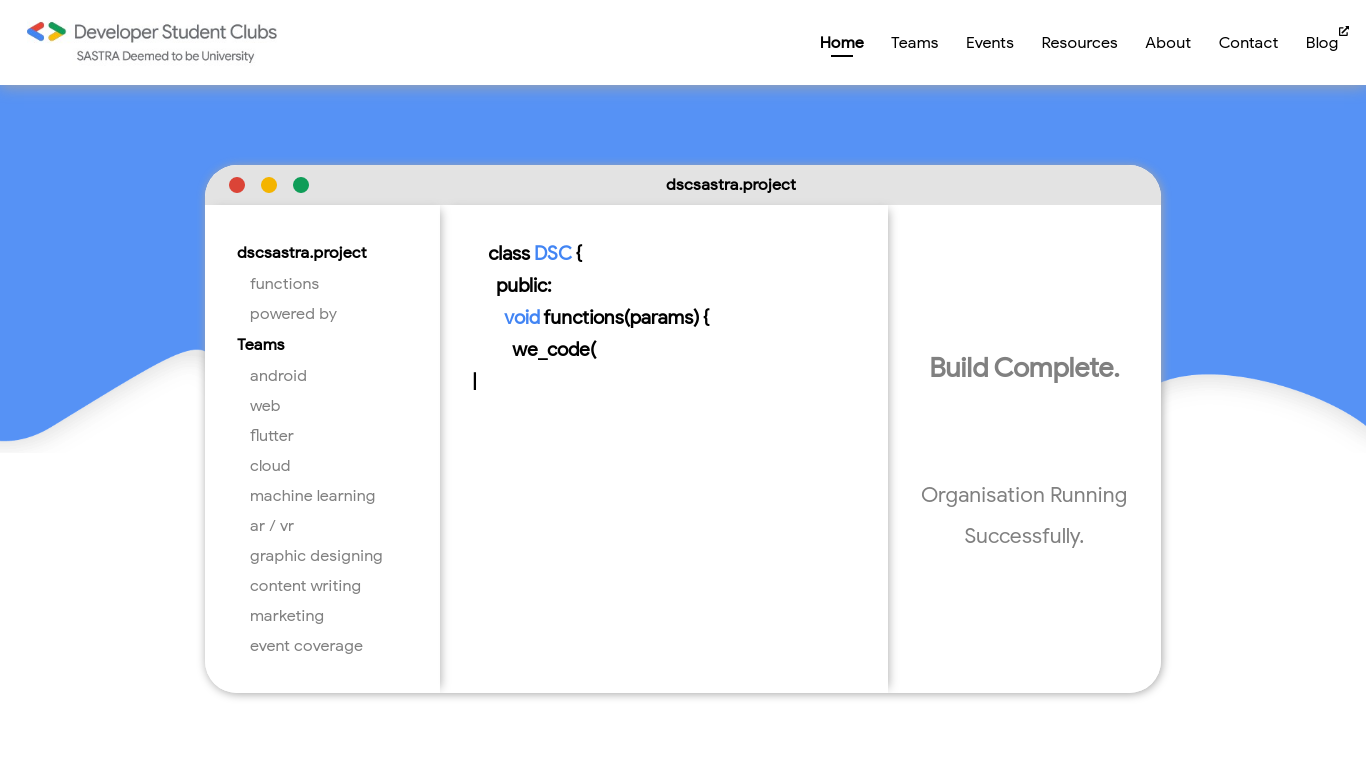 Developer Student Clubs
SASTRA Deemed to be University
Home Teams Events Resources About Contact Blog
dscsastra.project
dscsastra.project
functions
powered by
Teams
android
web
flutter
cloud
machine learning
ar / vr
graphic designing
content writing
marketing
event coverage
class DSC {
public:
void functions(params) {
we_code(
|
Build Complete.
Organisation Running
Successfully.